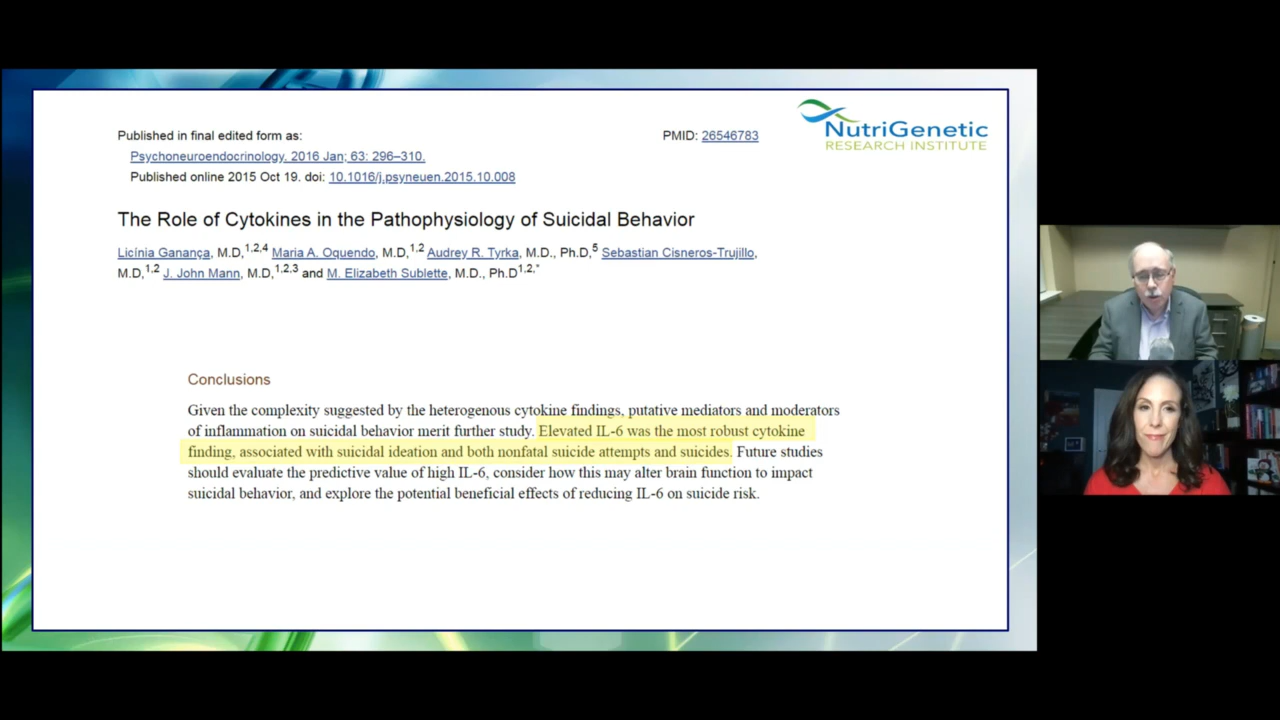 Published in final edited form as:
PMID: 26546783
NutriGenetic
RESEARCH INSTITUTE
Psychoneuroendocrinology. 2016 Jan; 63: 296–310.
Published online 2015 Oct 19. doi: 10.1016/j.psyneuen.2015.10.008
The Role of Cytokines in the Pathophysiology of Suicidal Behavior
Licínia Ganança, M.D,1,2,4 Maria A. Oquendo, M.D,1,2 Audrey R. Tyrka, M.D., Ph.D,5 Sebastian Cisneros-Trujillo,
M.D,1,2 J. John Mann, M.D,1,2,3 and M. Elizabeth Sublette, M.D., Ph.D1,2,*
Conclusions
Given the complexity suggested by the heterogenous cytokine findings, putative mediators and moderators
of inflammation on suicidal behavior merit further study. Elevated IL-6 was the most robust cytokine
finding, associated with suicidal ideation and both nonfatal suicide attempts and suicides. Future studies
should evaluate the predictive value of high IL-6, consider how this may alter brain function to impact
suicidal behavior, and explore the potential beneficial effects of reducing IL-6 on suicide risk.